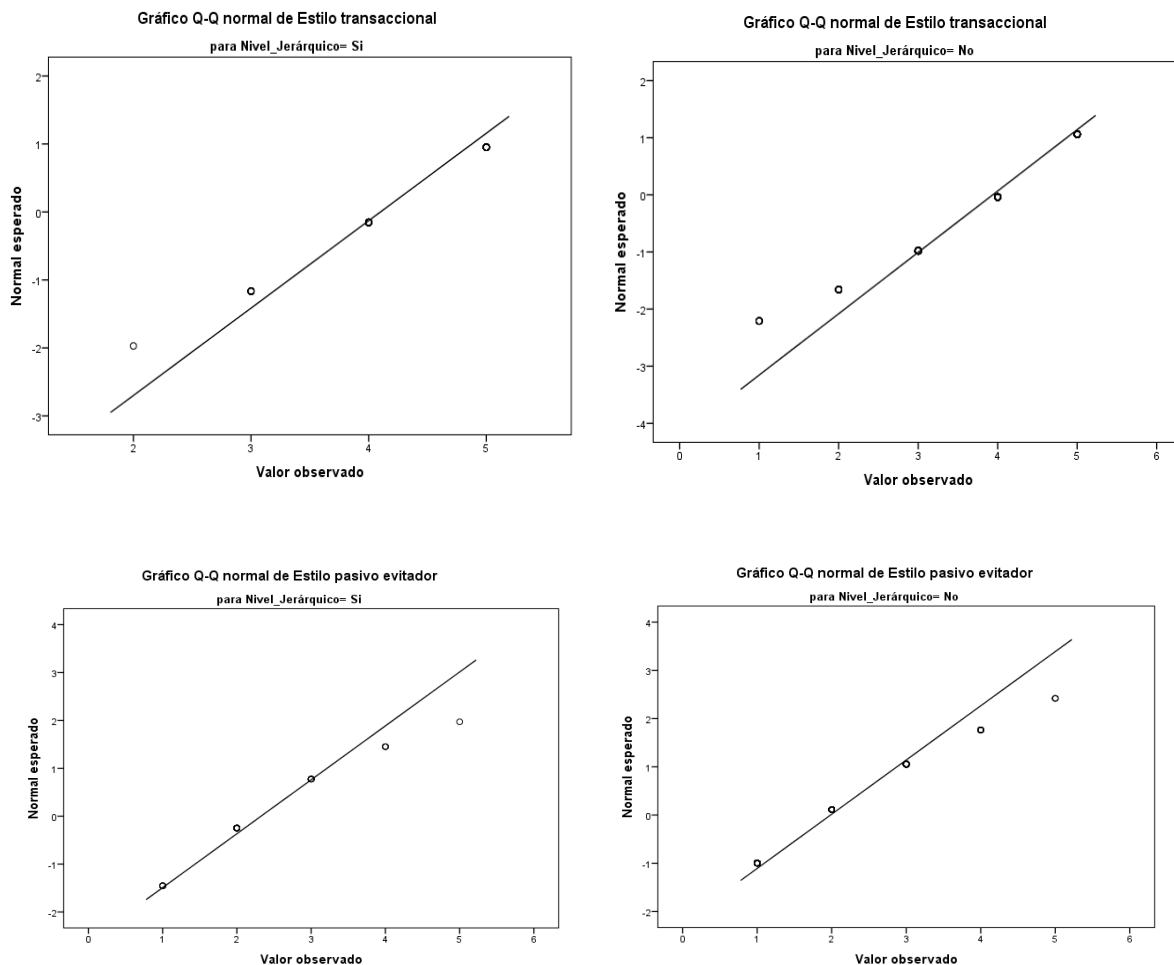 Gráfico Q-Q normal de Estilo transaccional
para Nivel_Jerárquico= Si
2
1
0
-1
-2
-3
Normal esperado
2 3 4 5
Valor observado
Gráfico Q-Q normal de Estilo transaccional
para Nivel_Jerárquico= No
2
1
0
-1
-2
-3
-4
Normal esperado
0 1 2 3 4 5 6
Valor observado
Gráfico Q-Q normal de Estilo pasivo evitador
para Nivel_Jerárquico= Si
4
3
2
1
0
-1
-2
Normal esperado
0 1 2 3 4 5 6
Valor observado
Gráfico Q-Q normal de Estilo pasivo evitador
para Nivel_Jerárquico= No
4
3
2
1
0
-1
-2
Normal esperado
0 1 2 3 4 5 6
Valor observado